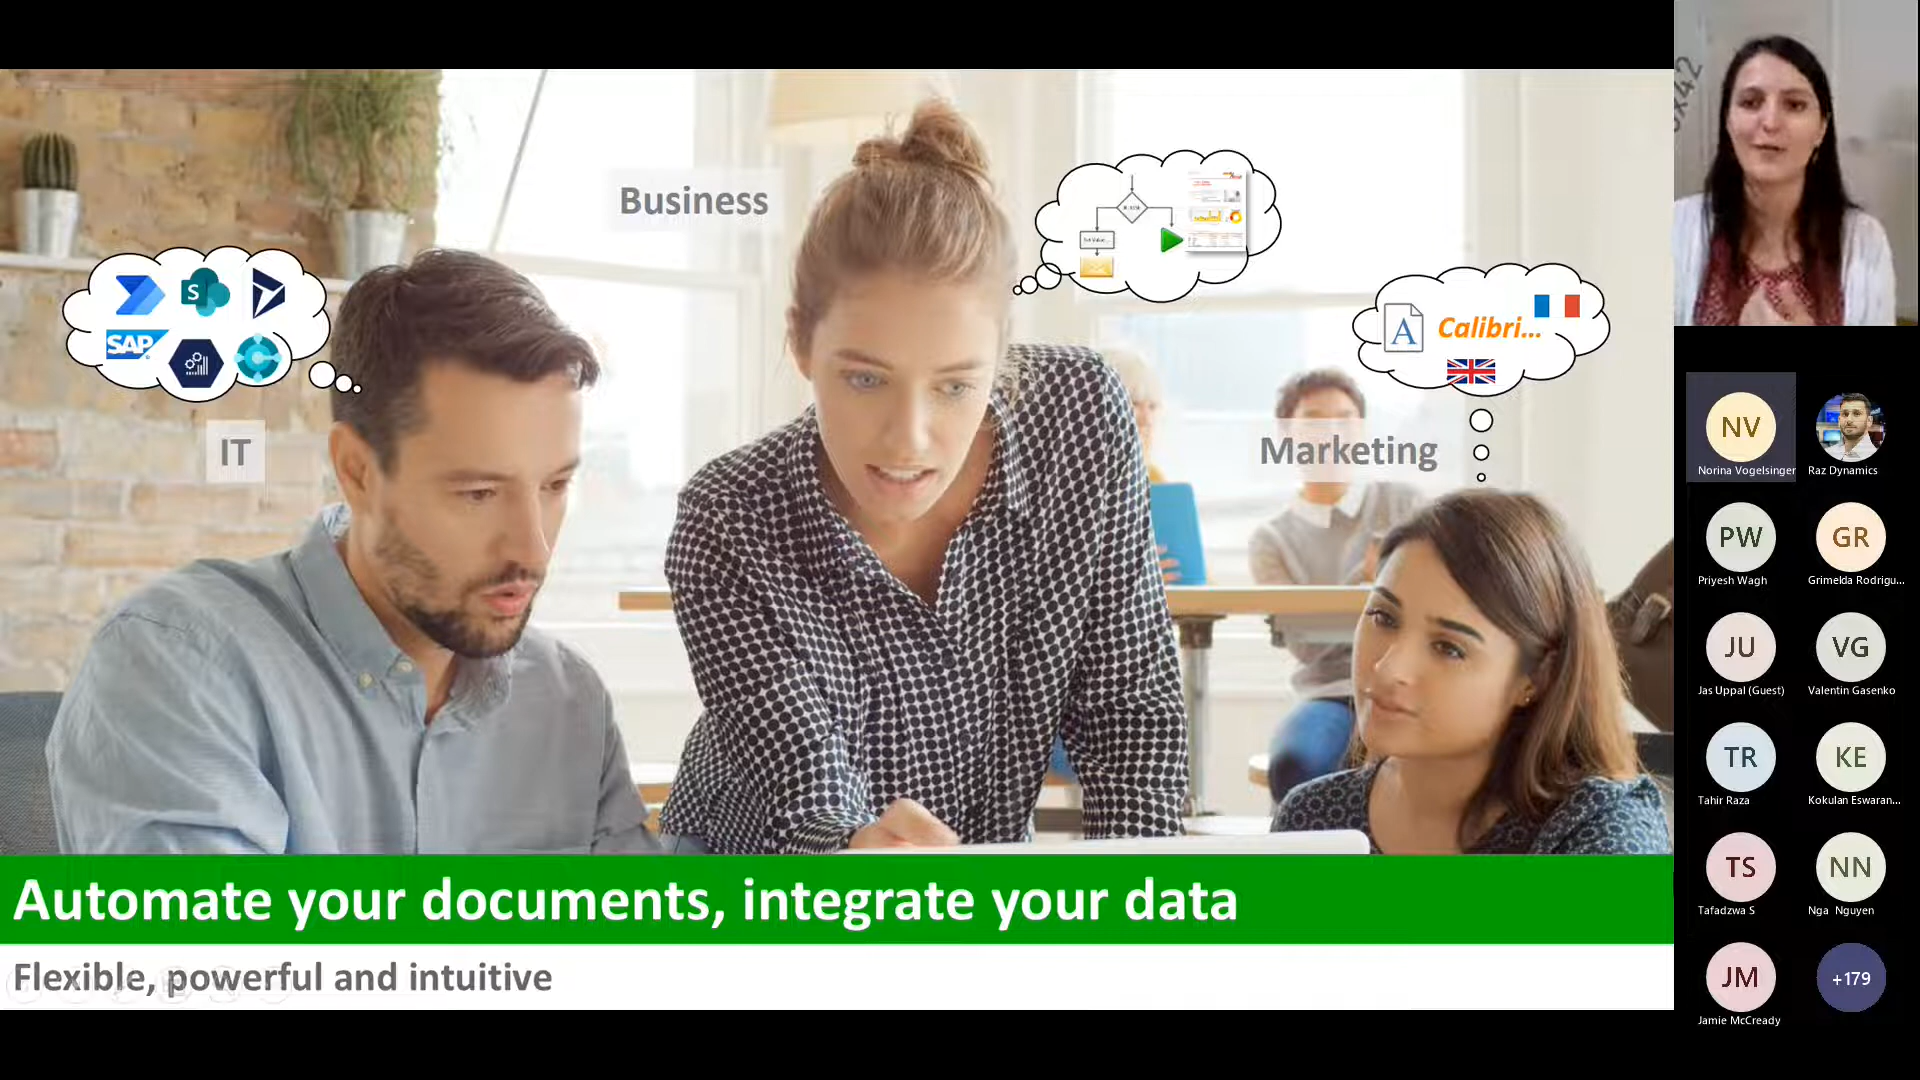 Business
S
SAP
IT
A
Calibri...
Marketing
Automate your documents, integrate your data
Flexible, powerful and intuitive
NV
Norina Vogelsinger
Raz Dynamics
PW
Priyesh Wagh
GR
Grimelda Rodrigu...
JU
Jas Uppal (Guest)
VG
Valentin Gasenko
TR
Tahir Raza
KE
Kokulan Eswaran...
TS
Tafadzwa S
NN
Nga Nguyen
JM
Jamie McCready
+179